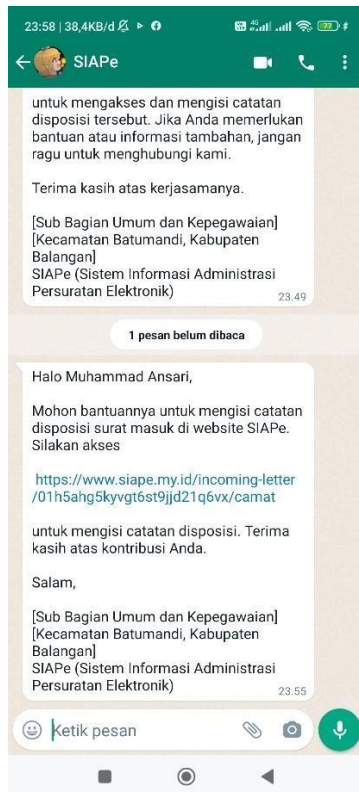 23:58 | 38,4KB/d
4G
77
SIAPe
untuk mengakses dan mengisi catatan
disposisi tersebut. Jika Anda memerlukan
bantuan atau informasi tambahan, jangan
ragu untuk menghubungi kami.
Terima kasih atas kerjasamanya.
[Sub Bagian Umum dan Kepegawaian]
[Kecamatan Batumandi, Kabupaten
Balangan]
SIAPe (Sistem Informasi Administrasi
Persuratan Elektronik)
23.49
1 pesan belum dibaca
Halo Muhammad Ansari,
Mohon bantuannya untuk mengisi catatan
disposisi surat masuk di website SIAPe.
Silakan akses
https://www.siape.my.id/incoming-letter
/01h5ahg5kyvgt6st9jjd21q6vx/camat
untuk mengisi catatan disposisi. Terima
kasih atas kontribusi Anda.
Salam,
[Sub Bagian Umum dan Kepegawaian]
[Kecamatan Batumandi, Kabupaten
Balangan]
SIAPe (Sistem Informasi Administrasi
Persuratan Elektronik)
23.55
Ketik pesan